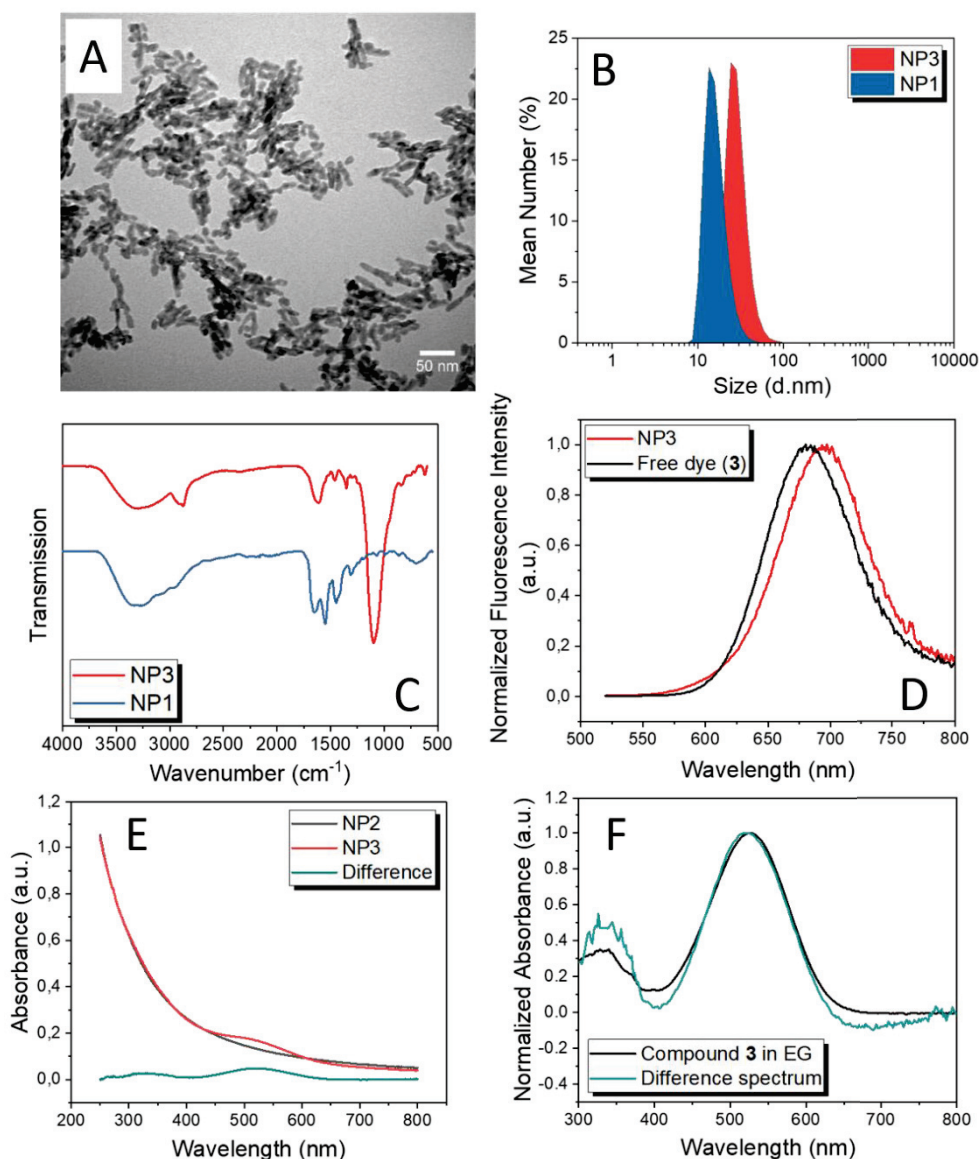 A
50 nm
B
NP3
NP1
25
20
15
10
5
0
Mean Number (%)
1
10
100
1000
10000
Size (d.nm)
C
NP3
NP1
Transmission
4000
3500
3000
2500
2000
1500
1000
500
Wavenumber (cm⁻¹)
D
NP3
Free dye (3)
Normalized Fluorescence Intensity
(a.u.)
1,0
0,8
0,6
0,4
0,2
0,0
500
550
600
650
700
750
800
Wavelength (nm)
E
NP2
NP3
Difference
1,2
1,0
0,8
0,6
0,4
0,2
0,0
Absorbance (a.u.)
200
300
400
500
600
700
800
Wavelength (nm)
F
Compound 3 in EG
Difference spectrum
1.2
1.0
0.8
0.6
0.4
0.2
0.0
-0.2
-0.4
Normalized Absorbance (a.u.)
300
400
500
600
700
800
Wavelength (nm)